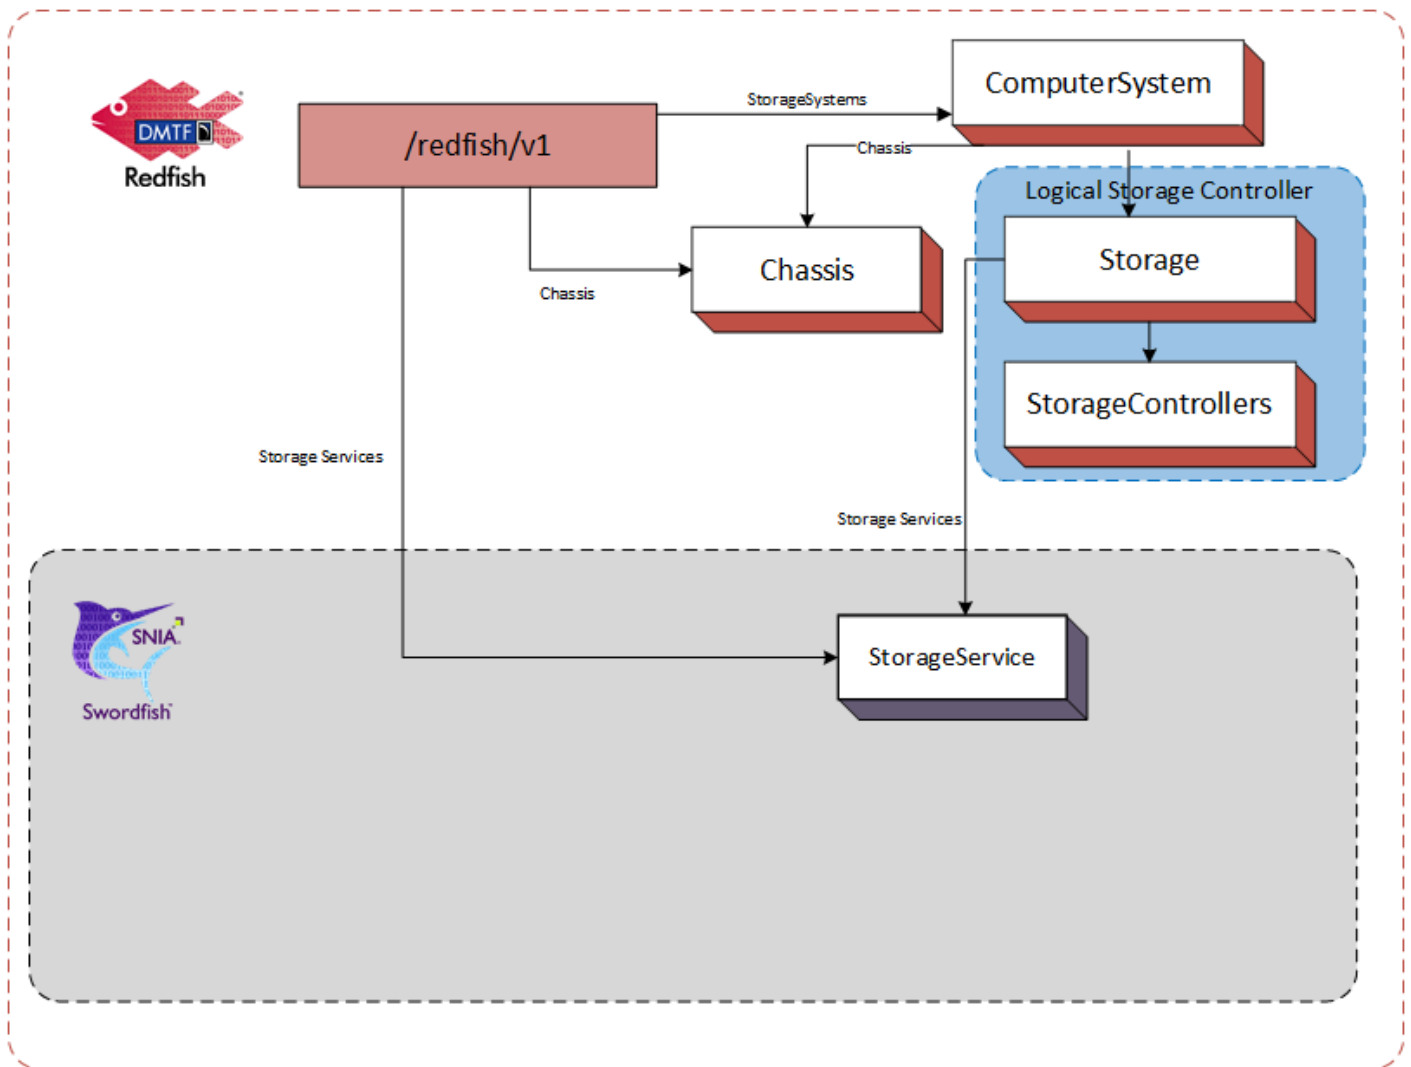 ComputerSystem
StorageSystems
/redfish/v1
DMTF
Redfish
Chassis
Logical Storage Controller
Storage
Chassis
Chassis
StorageControllers
Storage Services
Storage Services
SNIA
Swordfish
StorageService